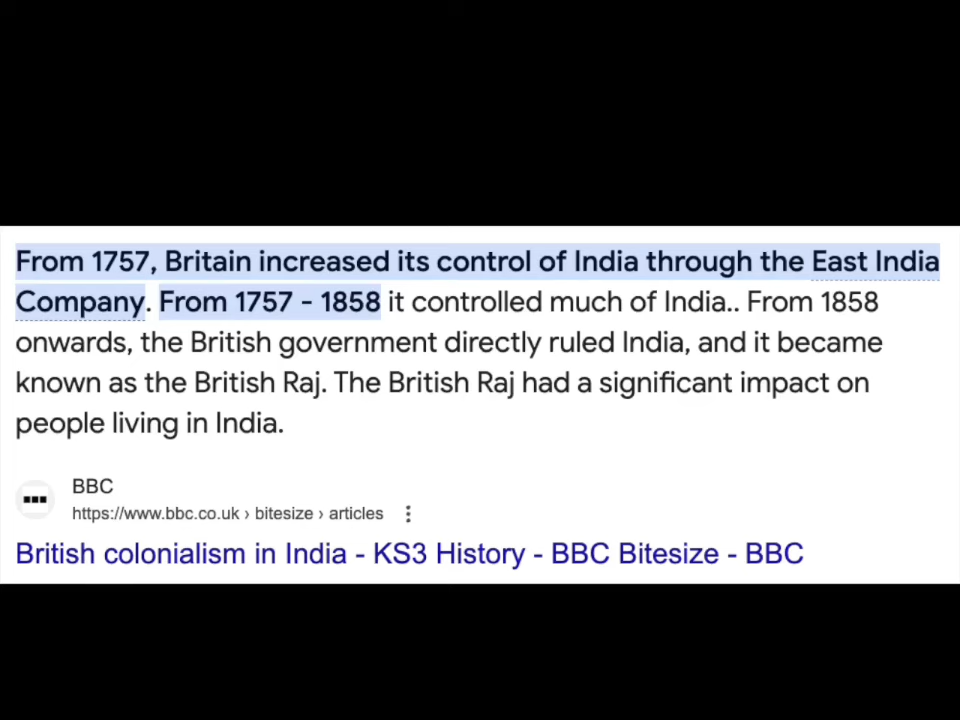 From 1757, Britain increased its control of India through the East India
Company. From 1757 - 1858 it controlled much of India.. From 1858
onwards, the British government directly ruled India, and it became
known as the British Raj. The British Raj had a significant impact on
people living in India.
BBC
https://www.bbc.co.uk › bitesize › articles
British colonialism in India - KS3 History - BBC Bitesize - BBC